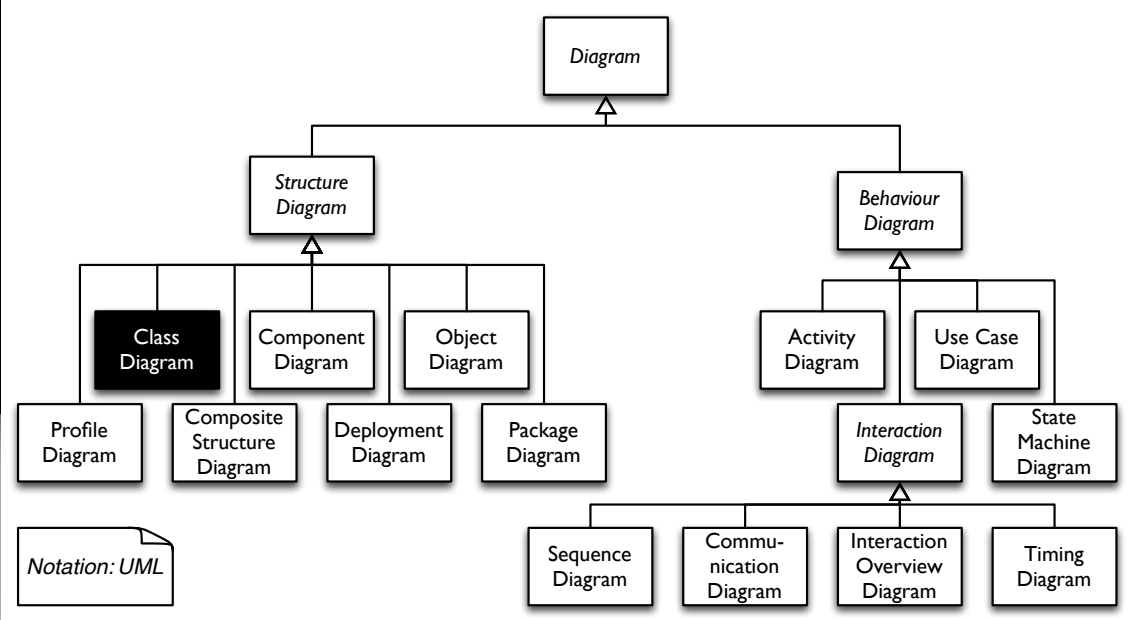 Diagram
Structure
Diagram
Behaviour
Diagram
Class
Diagram
Component
Diagram
Object
Diagram
Activity
Diagram
Use Case
Diagram
Profile
Diagram
Composite
Structure
Diagram
Deployment
Diagram
Package
Diagram
Interaction
Diagram
State
Machine
Diagram
Notation: UML
Sequence
Diagram
Commu-
nication
Diagram
Interaction
Overview
Diagram
Timing
Diagram